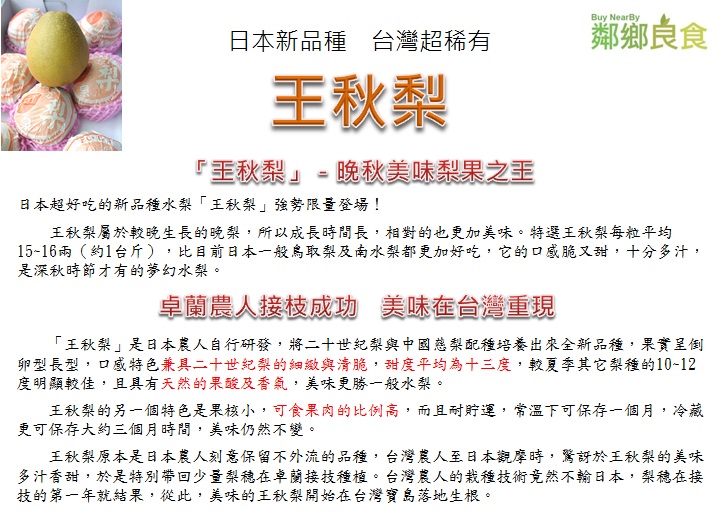 Buy NearBy
鄰鄉良食
日本新品種　台灣超稀有
王秋梨
「王秋梨」－晚秋美味梨果之王
日本超好吃的新品種水梨「王秋梨」強勢限量登場！
王秋梨屬於較晚生長的晚梨，所以成長時間長，相對的也更加美味。特選王秋梨每粒平均
15~16兩（約1台斤），比目前日本一般鳥取梨及南水梨都更加好吃，它的口感脆又甜，十分多汁，
是深秋時節才有的夢幻水梨。
卓蘭農人接枝成功　美味在台灣重現
「王秋梨」是日本農人自行研發，將二十世紀梨與中國慈梨配種培養出來全新品種，果實呈倒
卵型長型，口感特色兼具二十世紀梨的細緻與清脆，甜度平均為十三度，較夏季其它梨種的10~12
度明顯較佳，且具有天然的果酸及香氣，美味更勝一般水梨。
王秋梨的另一個特色是果核小，可食果肉的比例高，而且耐貯運，常溫下可保存一個月，冷藏
更可保存大約三個月時間，美味仍然不變。
王秋梨原本是日本農人刻意保留不外流的品種，台灣農人至日本觀摩時，驚訝於王秋梨的美味
多汁香甜，於是特別帶回少量梨穗在卓蘭接技種植。台灣農人的栽種技術竟然不輸日本，梨穗在接
技的第一年就結果，從此，美味的王秋梨開始在台灣寶島落地生根。